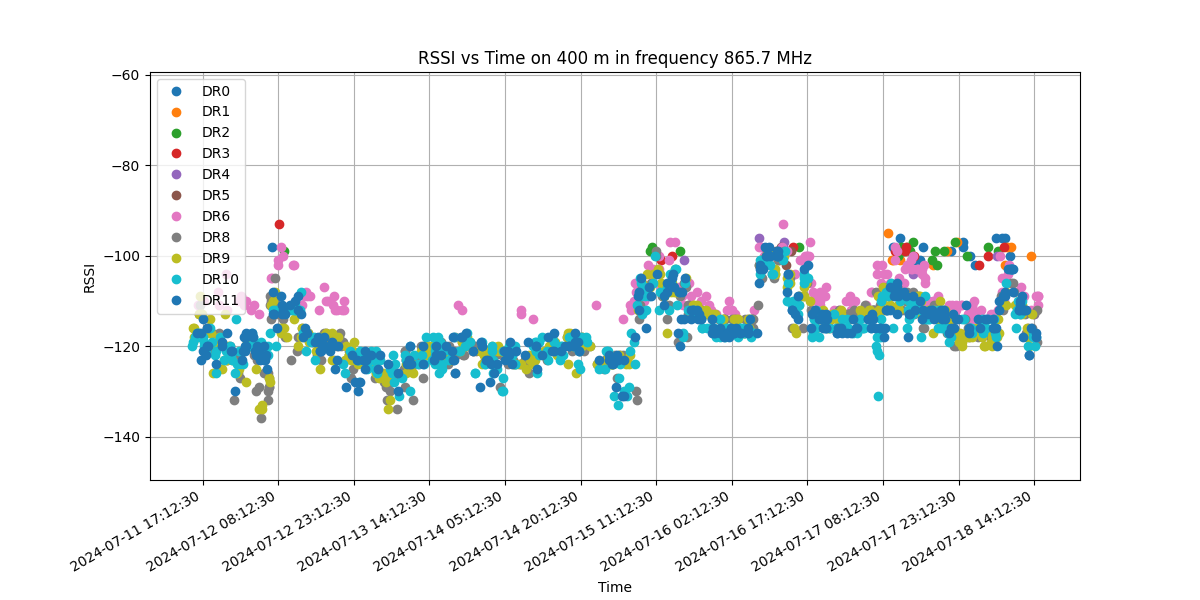 RSSI vs Time on 400 m in frequency 865.7 MHz
−60
−80
−100
−120
−140
RSSI
DR0
DR1
DR2
DR3
DR4
DR5
DR6
DR8
DR9
DR10
DR11
2024-07-11 17:12:30
2024-07-12 08:12:30
2024-07-12 23:12:30
2024-07-13 14:12:30
2024-07-14 05:12:30
2024-07-14 20:12:30
2024-07-15 11:12:30
2024-07-16 02:12:30
2024-07-16 17:12:30
2024-07-17 08:12:30
2024-07-17 23:12:30
2024-07-18 14:12:30
Time